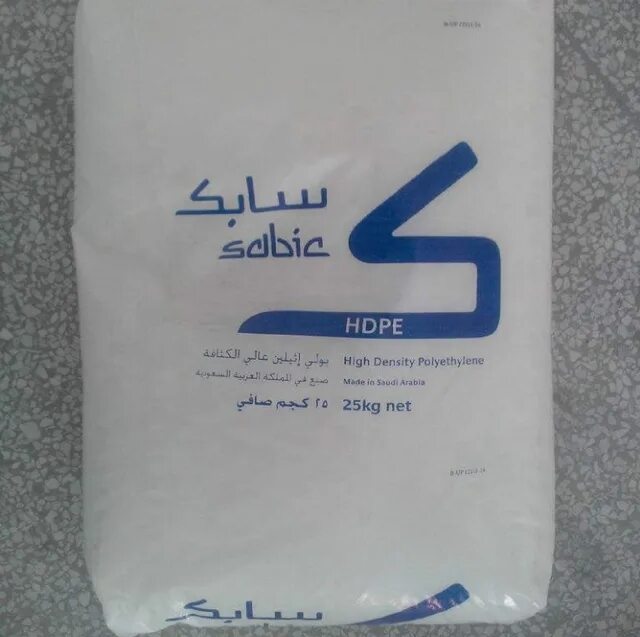 سابك
sabic
HDPE
بولي إثيلين عالي الكثافة High Density Polyethylene
صنع في المملكة العربية السعودية Made in Saudi Arabia
٢٥ كجم صافي 25kg net
سابك